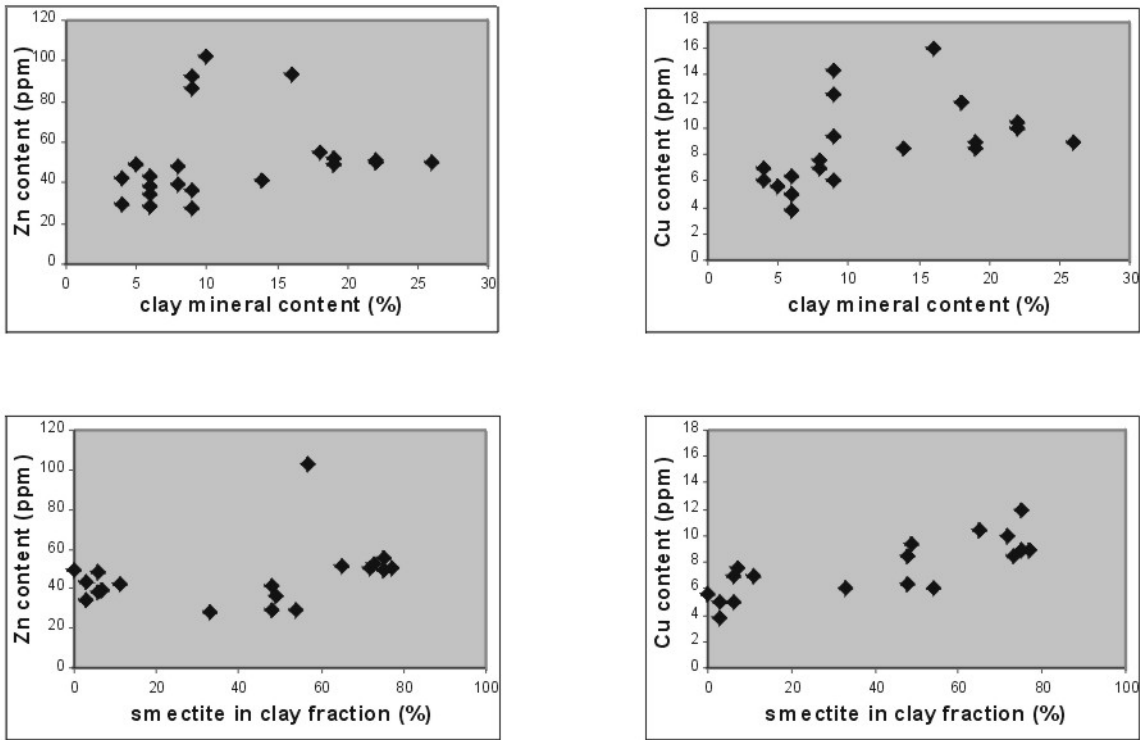 120
100
80
60
40
20
0
Zn content (ppm)
0 5 10 15 20 25 30
clay mineral content (%)
18
16
14
12
10
8
6
4
2
0
Cu content (ppm)
0 5 10 15 20 25 30
clay mineral content (%)
120
100
80
60
40
20
0
Zn content (ppm)
0 20 40 60 80 100
smectite in clay fraction (%)
18
16
14
12
10
8
6
4
2
0
Cu content (ppm)
0 20 40 60 80 100
smectite in clay fraction (%)